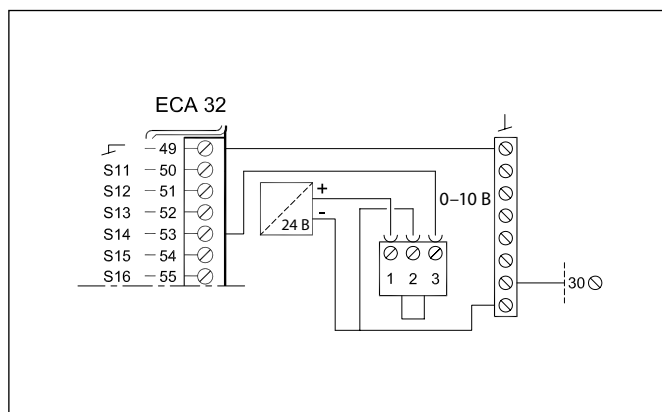 ECA 32
49
S11 50
S12 51
S13 52
S14 53
S15 54
S16 55
+
-
24 В
0–10 В
1 2 3
30